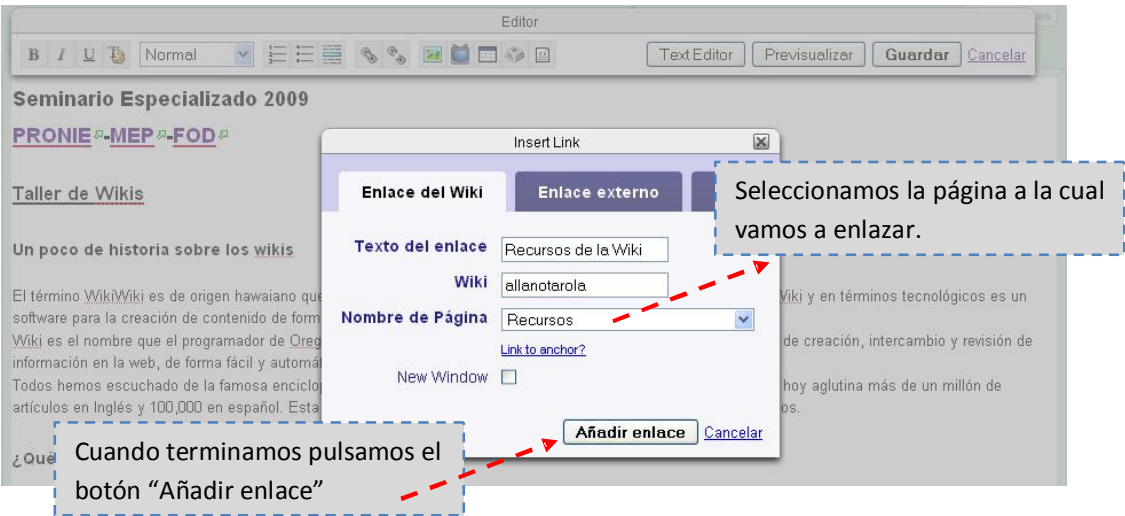 Editor
B I U Normal Text Editor Previsualizar Guardar Cancelar
Seminario Especializado 2009
PRONIE-MEP-FOD
Taller de Wikis
Un poco de historia sobre los wikis
El término WikiWiki es de origen hawaiano que
Wiki y en términos tecnológicos es un
software para la creación de contenido de form
Wiki es el nombre que el programador de Oreg
de creación, intercambio y revisión de
información en la web, de forma fácil y automá
Todos hemos escuchado de la famosa enciclop
hoy aglutina más de un millón de
artículos en Inglés y 100,000 en español. Esta
os.
¿Qué
Insert Link
Enlace del Wiki Enlace externo
Texto del enlace Recursos de la Wiki
Wiki allanotarola
Nombre de Página Recursos
Link to anchor?
New Window
Añadir enlace Cancelar
Seleccionamos la página a la cual
vamos a enlazar.
Cuando terminamos pulsamos el
botón “Añadir enlace”